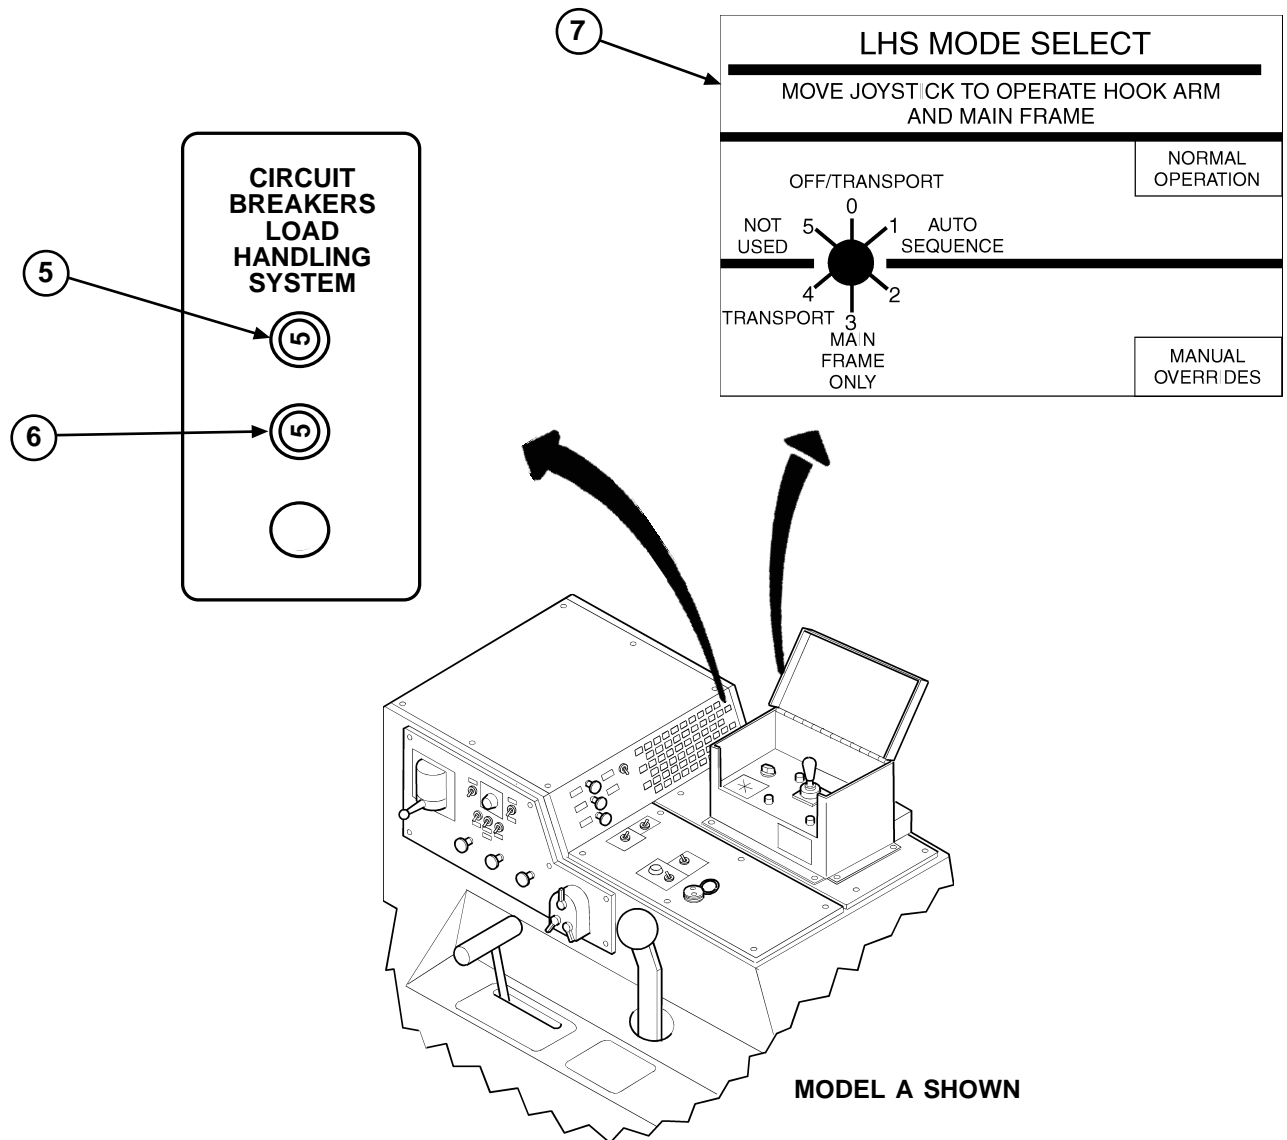 7
LHS MODE SELECT
MOVE JOYSTICK TO OPERATE HOOK ARM
AND MAIN FRAME
NORMAL
OPERATION
OFF/TRANSPORT
0
NOT
USED
5
1
AUTO
SEQUENCE
4
2
TRANSPORT
3
MAIN
FRAME
ONLY
MANUAL
OVERRIDES
CIRCUIT
BREAKERS
LOAD
HANDLING
SYSTEM
5
5
6
5
MODEL A SHOWN